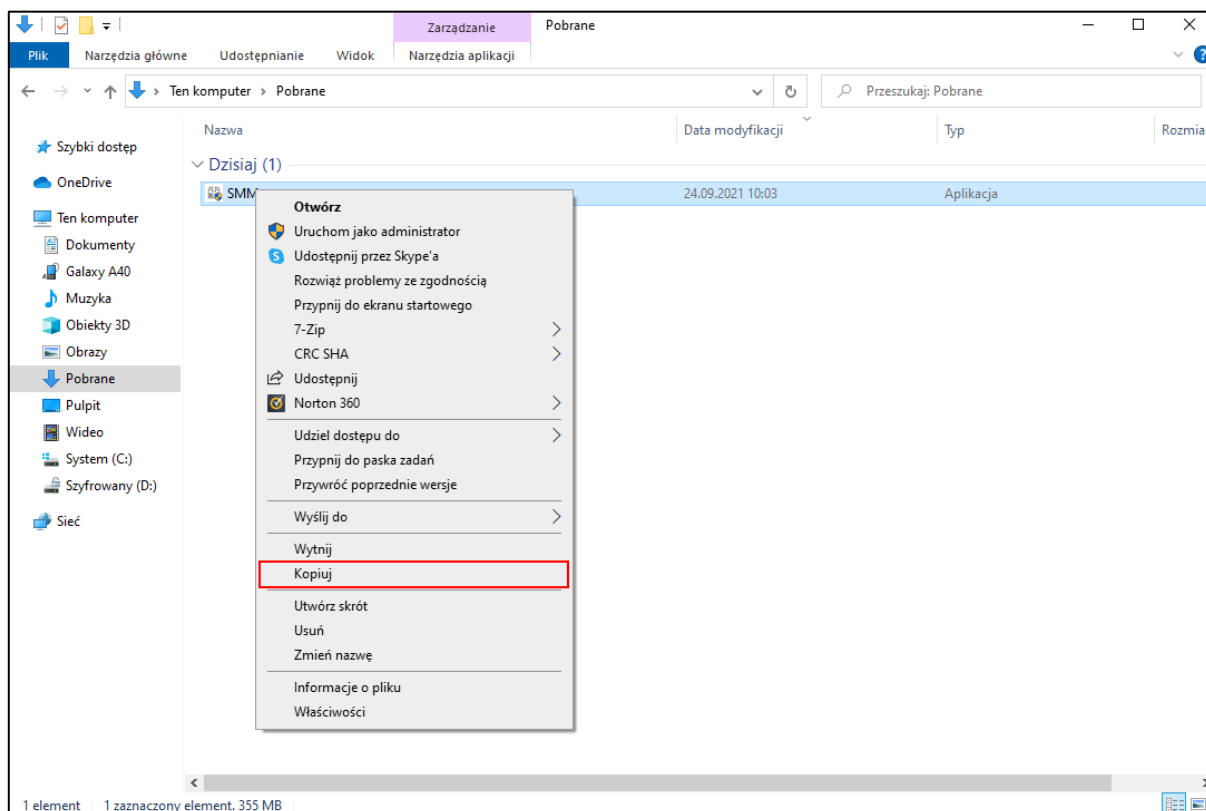 Zarządzanie
Pobrane
Plik
Narzędzia główne
Udostępnianie
Widok
Narzędzia aplikacji
Ten komputer
Pobrane
Przeszukaj: Pobrane
Nazwa
Data modyfikacji
Typ
Rozmia
Szybki dostęp
OneDrive
Ten komputer
Dokumenty
Galaxy A40
Muzyka
Obiekty 3D
Obrazy
Pobrane
Pulpit
Wideo
System (C:)
Szyfrowany (D:)
Sieć
Dzisiaj (1)
SMM
24.09.2021 10:03
Aplikacja
Otwórz
Uruchom jako administrator
Udostępnij przez Skype'a
Rozwiąż problemy ze zgodnością
Przypnij do ekranu startowego
7-Zip
CRC SHA
Udostępnij
Norton 360
Udziel dostępu do
Przypnij do paska zadań
Przywróć poprzednie wersje
Wyślij do
Wytnij
Kopiuj
Utwórz skrót
Usuń
Zmień nazwę
Informacje o pliku
Właściwości
1 element
1 zaznaczony element. 355 MB